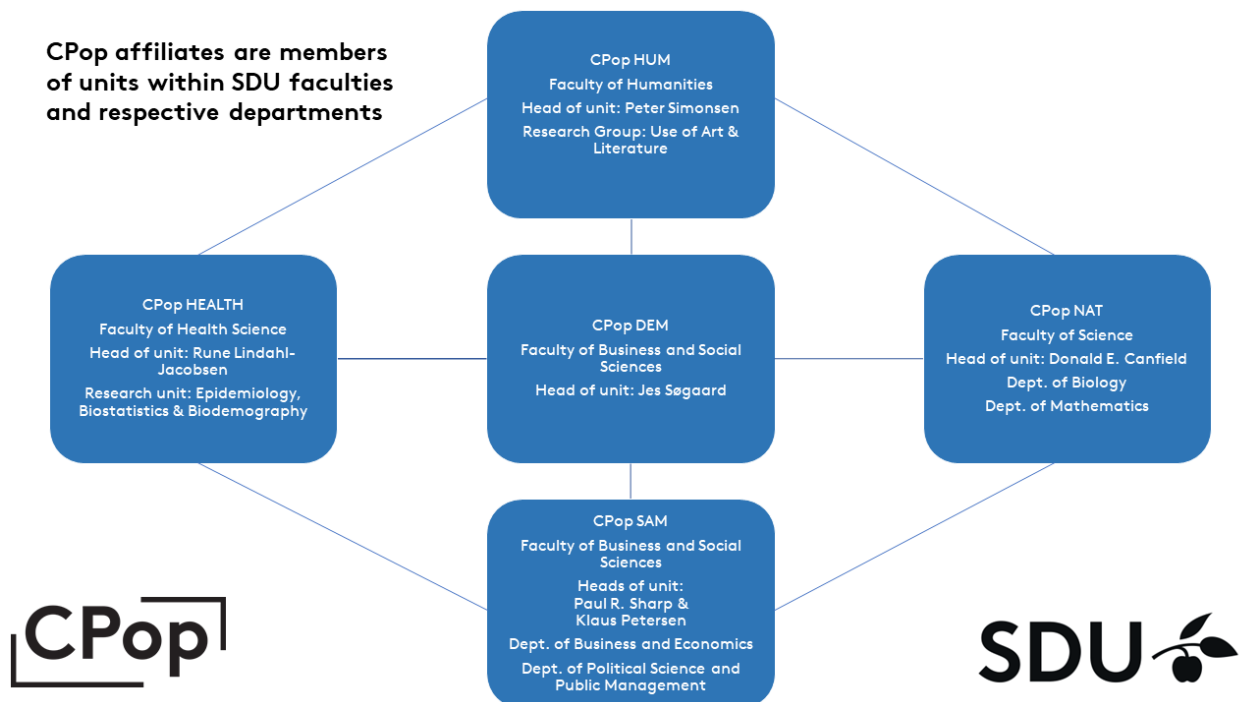 CPop affiliates are members
of units within SDU faculties
and respective departments
CPop HUM
Faculty of Humanities
Head of unit: Peter Simonsen
Research Group: Use of Art &
Literature
CPop HEALTH
Faculty of Health Science
Head of unit: Rune Lindahl-
Jacobsen
Research unit: Epidemiology,
Biostatistics & Biodemography
CPop DEM
Faculty of Business and Social
Sciences
Head of unit: Jes Søgaard
CPop NAT
Faculty of Science
Head of unit: Donald E. Canfield
Dept. of Biology
Dept. of Mathematics
CPop SAM
Faculty of Business and Social
Sciences
Heads of unit:
Paul R. Sharp &
Klaus Petersen
Dept. of Business and Economics
Dept. of Political Science and
Public Management
CPop
SDU